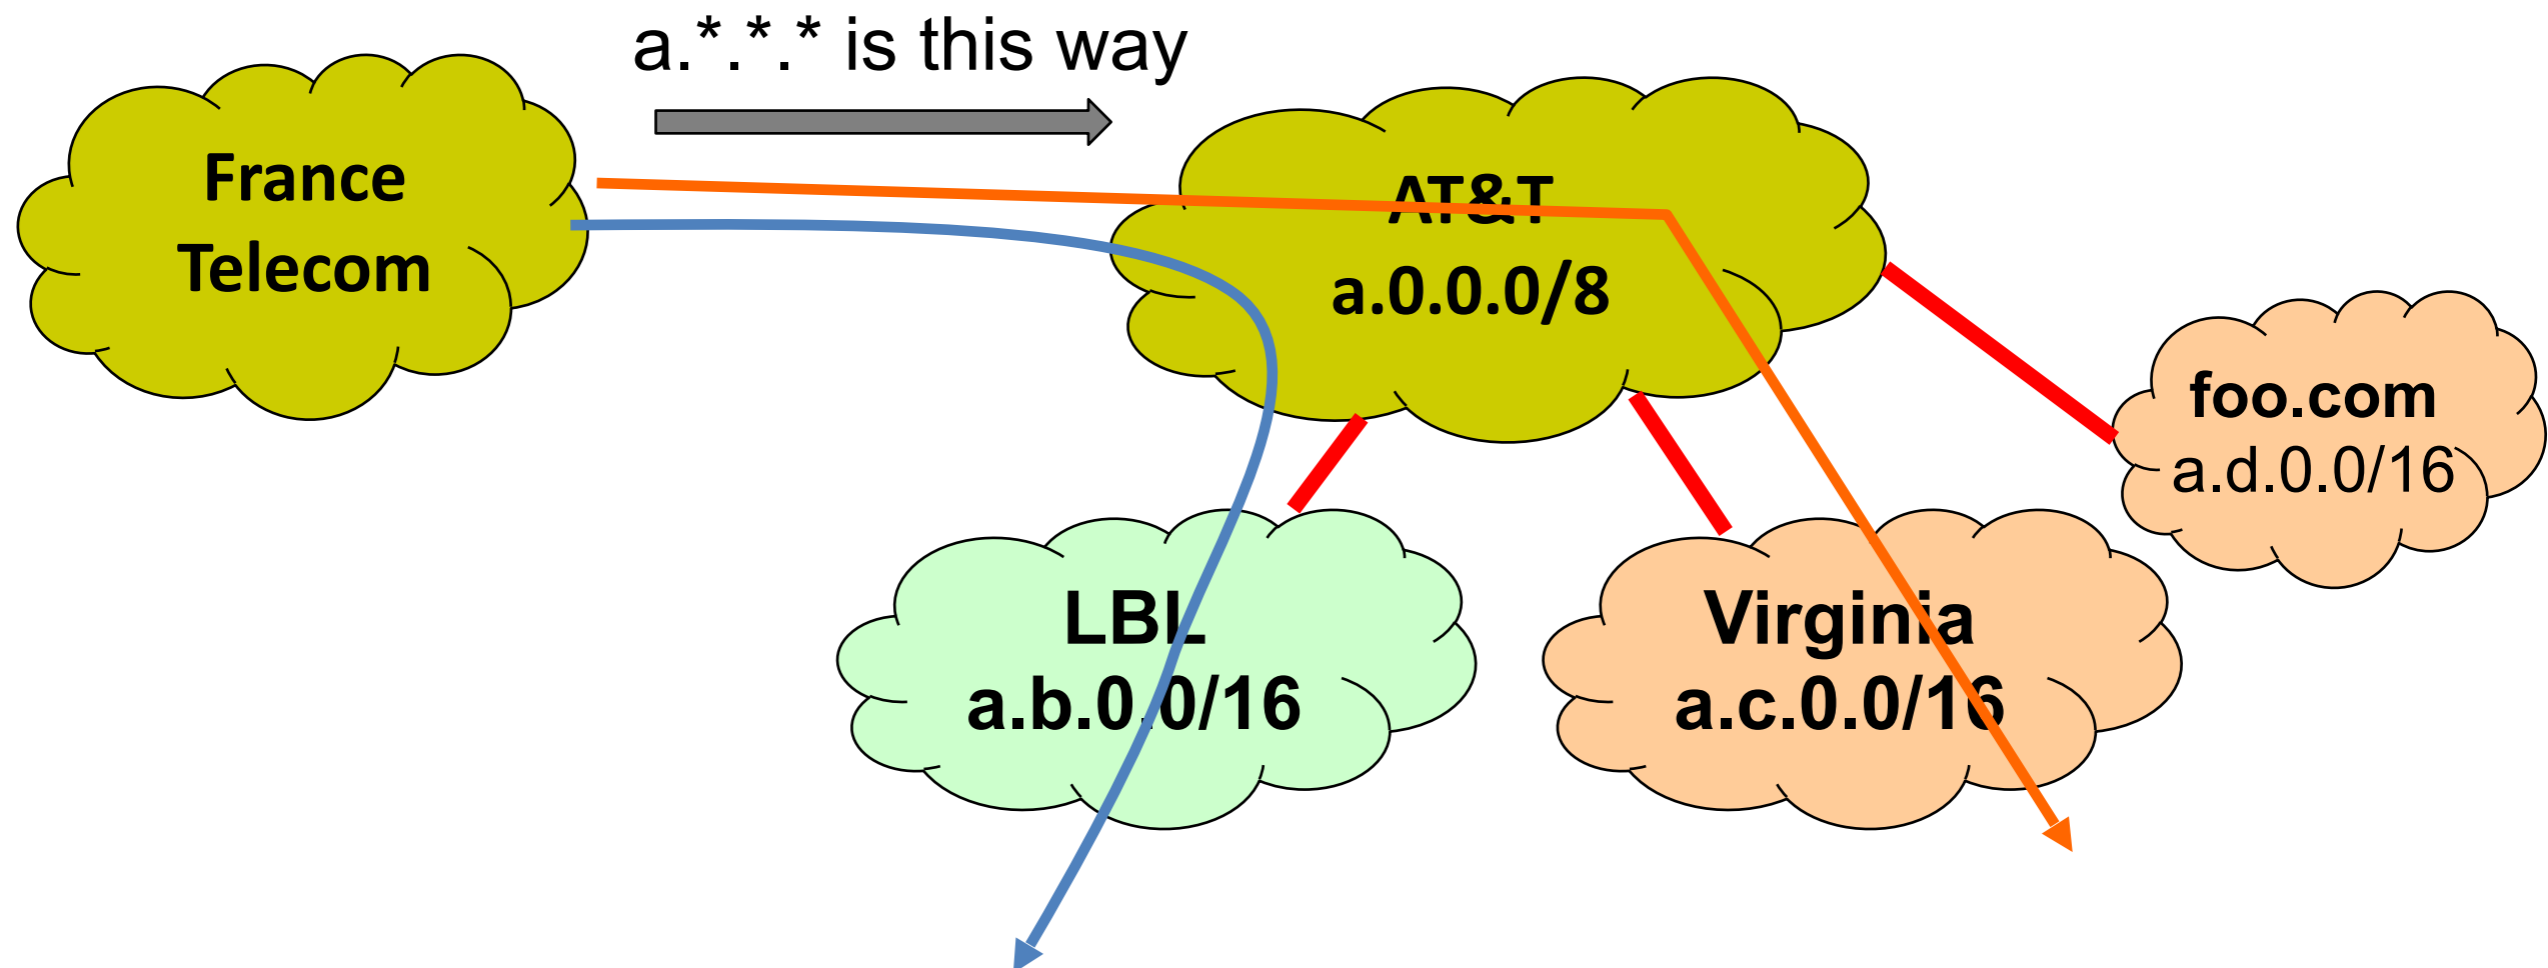 a.*.*.* is this way
France
Telecom
AT&T
a.0.0.0/8
foo.com
a.d.0.0/16
LBL
a.b.0.0/16
Virginia
a.c.0.0/16